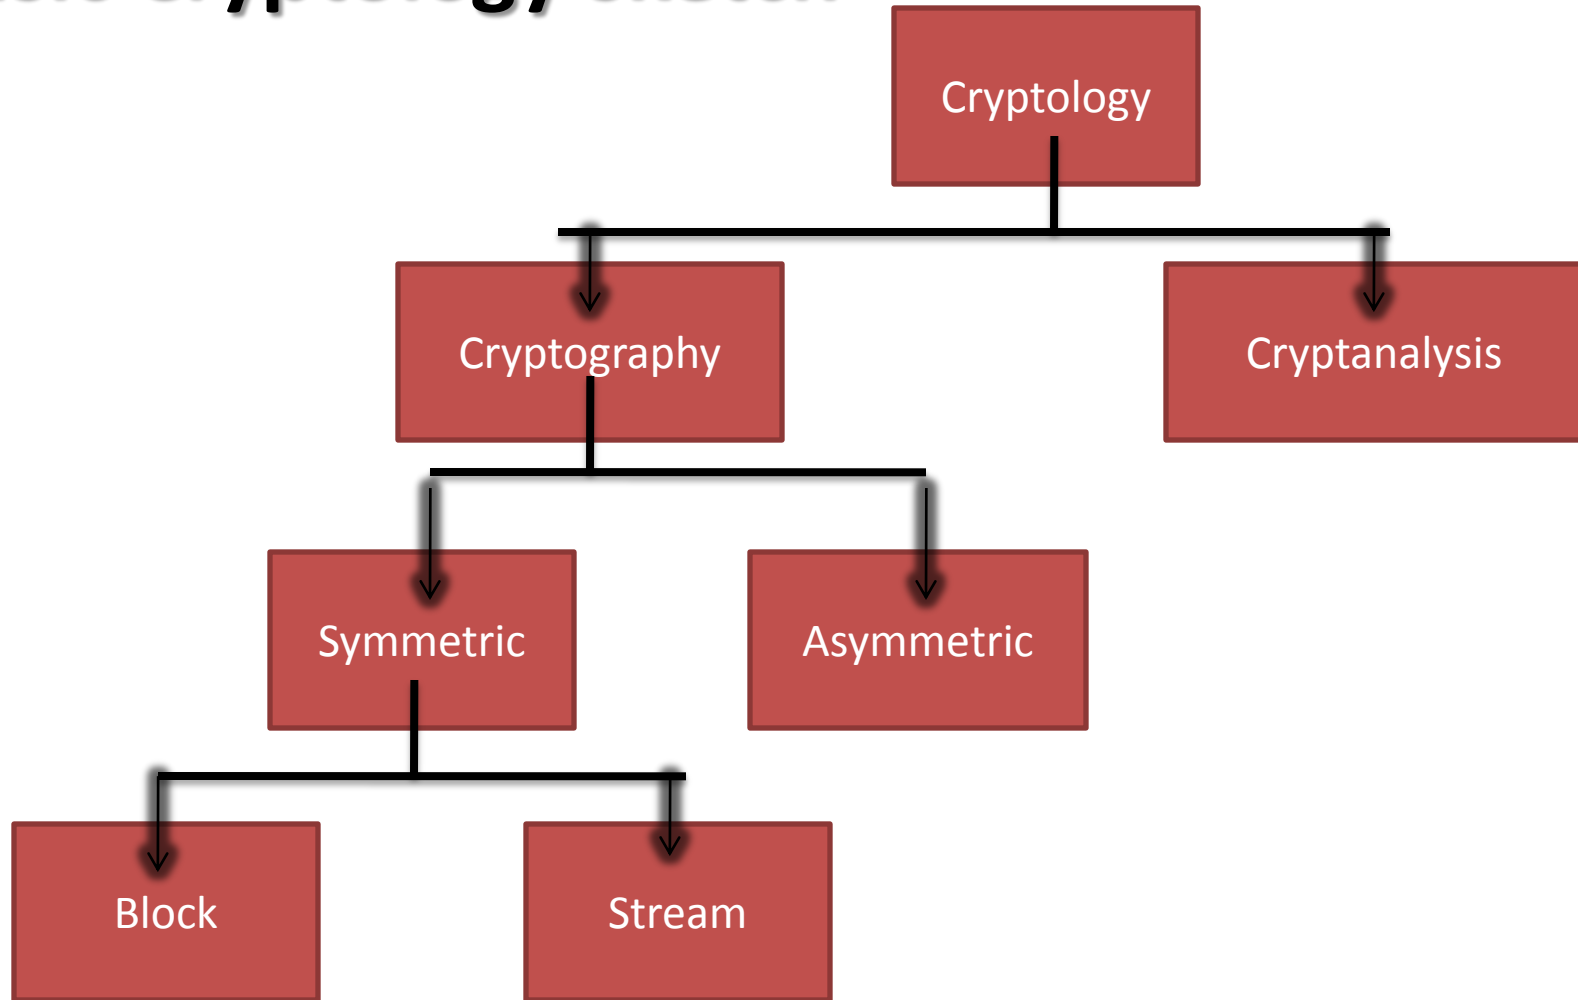 Cryptology
Cryptography
Cryptanalysis
Symmetric
Asymmetric
Block
Stream